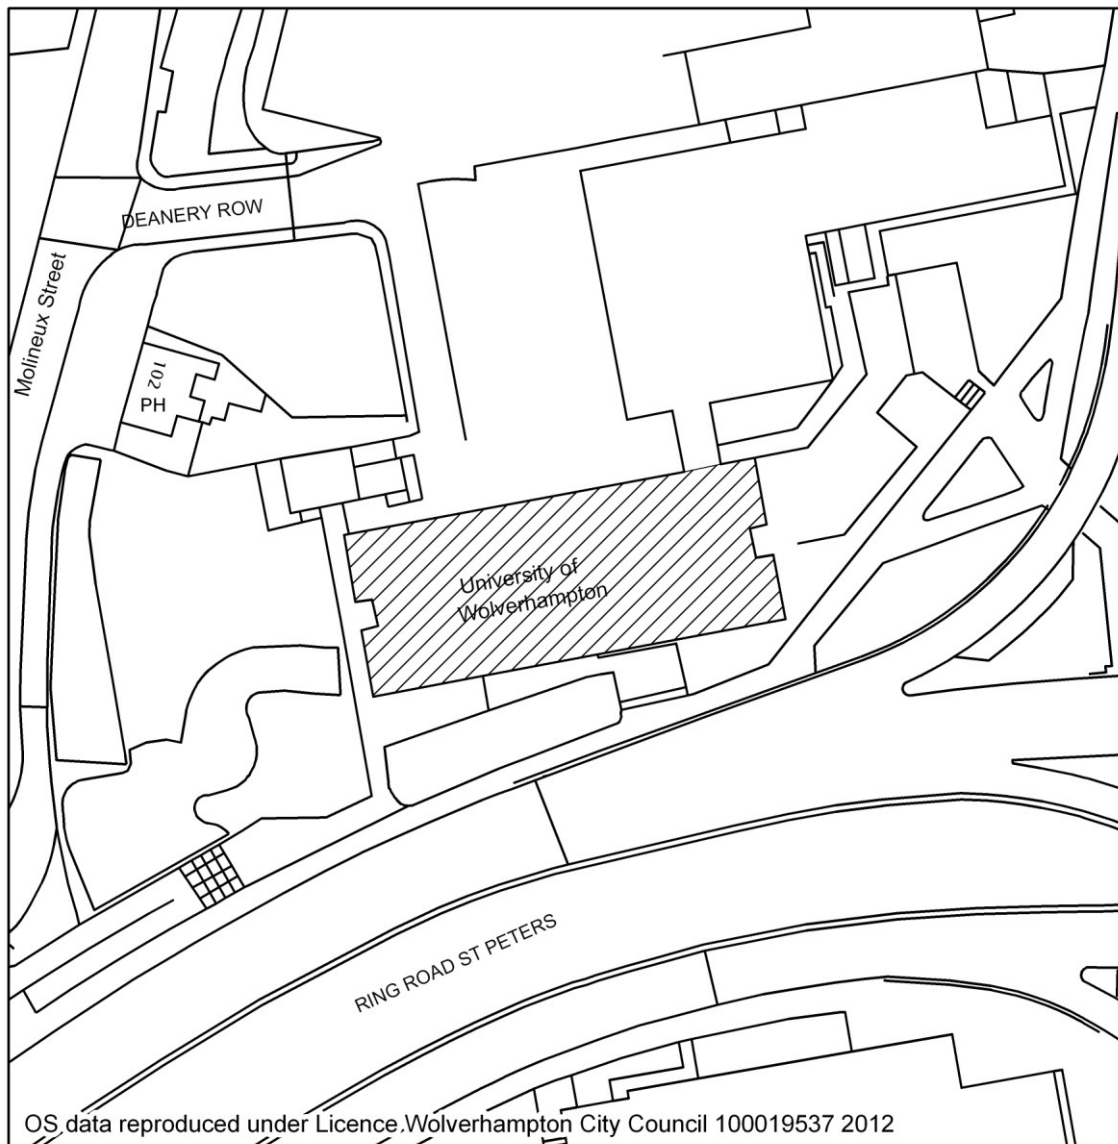 DEANERY ROW
Molineux Street
102
PH
University of
Wolverhampton
RING ROAD ST PETERS
OS data reproduced under Licence.Wolverhampton City Council 100019537 2012